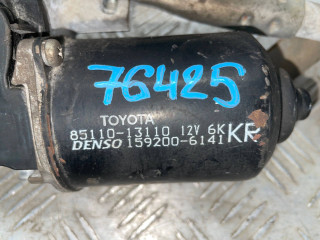 76425
TOYOTA
85110-13110 12V 6K KR
DENSO 159200-6141